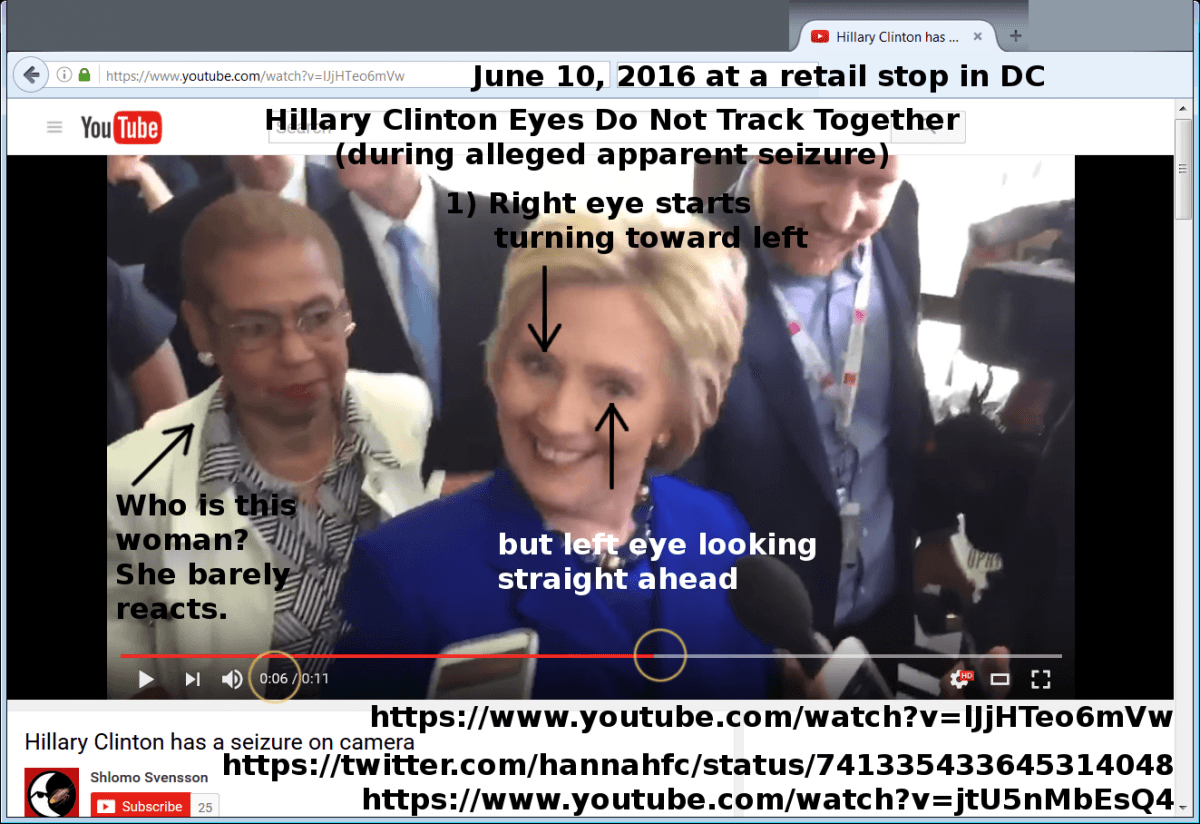 Hillary Clinton has ...
https://www.youtube.com/watch?v=lJjHTeo6mVw
June 10, 2016 at a retail stop in DC
YouTube
Search
Hillary Clinton Eyes Do Not Track Together
(during alleged apparent seizure)
1) Right eye starts
turning toward left
Who is this
woman?
She barely
reacts.
but left eye looking
straight ahead
0:06 / 0:11
HD
https://www.youtube.com/watch?v=lJjHTeo6mVw
Hillary Clinton has a seizure on camera
https://twitter.com/hannahfc/status/741335433645314048
Shlomo Svensson
Subscribe 25
https://www.youtube.com/watch?v=jtU5nMbEsQ4